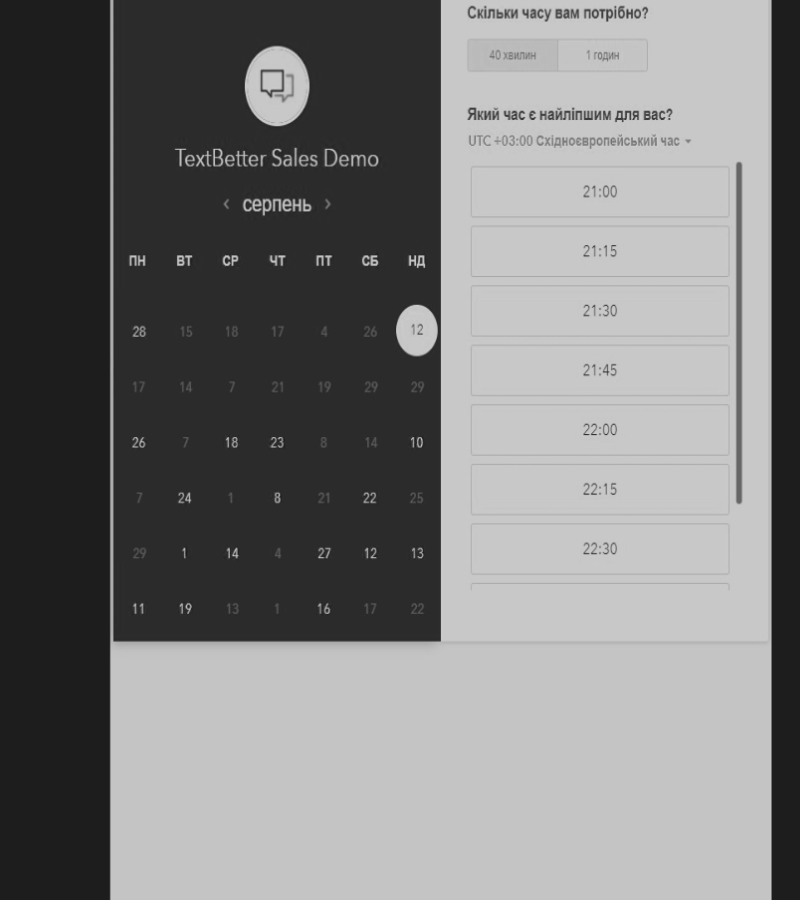 TextBetter Sales Demo
серпень
ПН ВТ СР ЧТ ПТ СБ НД
28 15 18 17 4 26 12
17 14 7 21 19 29 29
26 7 18 23 8 14 10
7 24 1 8 21 22 25
29 1 14 4 27 12 13
11 19 13 1 16 17 22
Скільки часу вам потрібно?
40 хвилин 1 годин
Який час є найліпшим для вас?
UTC +03:00 Східноєвропейський час
21:00
21:15
21:30
21:45
22:00
22:15
22:30